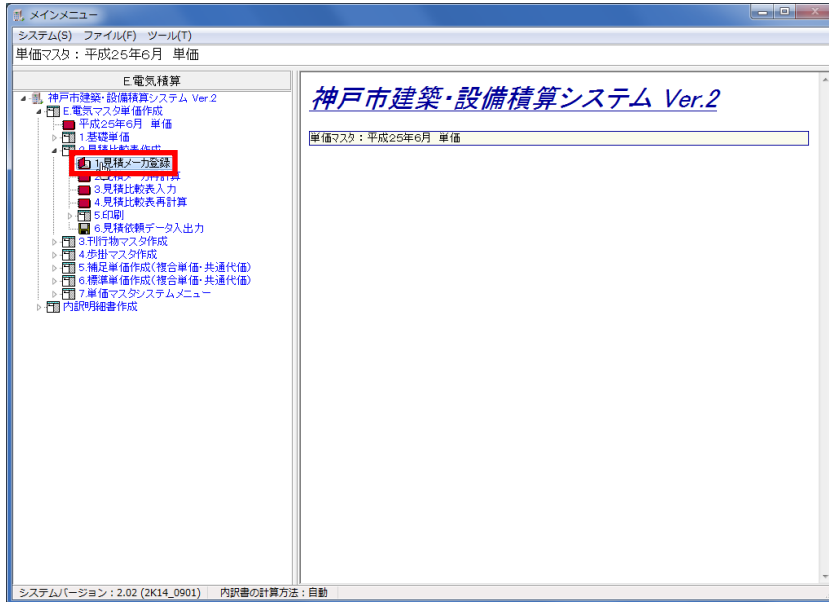 メインメニュー
システム(S) ファイル(F) ツール(T)
単価マスタ：平成25年6月 単価
E.電気積算
神戸市建築・設備積算システム Ver.2
E.電気マスタ単価作成
平成25年6月 単価
1.基礎単価
2.見積比較表作成
1.見積メーカ登録
2.見積メーカ再計算
3.見積比較表入力
4.見積比較表再計算
5.印刷
6.見積依頼データ入出力
3.刊行物マスタ作成
4.歩掛マスタ作成
5.補足単価作成(複合単価・共通代価)
6.標準単価作成(複合単価・共通代価)
7.単価マスタシステムメニュー
内訳明細書作成
神戸市建築・設備積算システム Ver.2
単価マスタ：平成25年6月 単価
システムバージョン：2.02 (2K14_0901) 内訳書の計算方法：自動